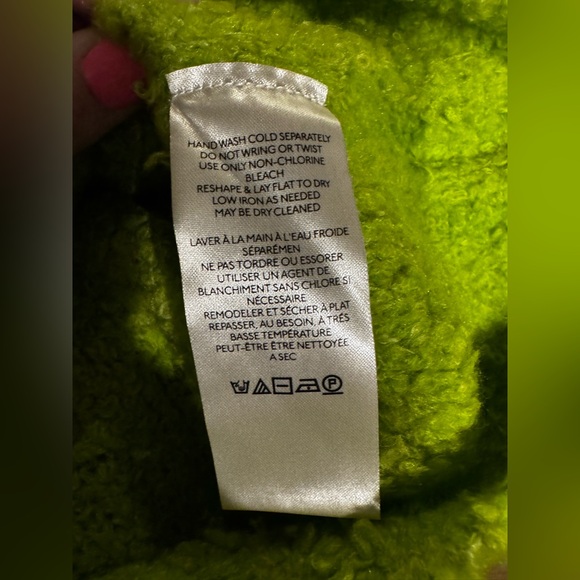 HAND WASH COLD SEPARATELY
DO NOT WRING OR TWIST
USE ONLY NON-CHLORINE
BLEACH
RESHAPE & LAY FLAT TO DRY
LOW IRON AS NEEDED
MAY BE DRY CLEANED
LAVER À LA MAIN À L'EAU FROIDE
SÉPARÉMEN
NE PAS TORDRE OU ESSORER
UTILISER UN AGENT DE
BLANCHIMENT SANS CHLORE SI
NÉCESSAIRE
REMODELER ET SÉCHER À PLAT
REPASSER, AU BESOIN, À TRÉS
BASSE TEMPÉRATURE
PEUT-ÊTRE ÊTRE NETTOYÉE
A SEC
P